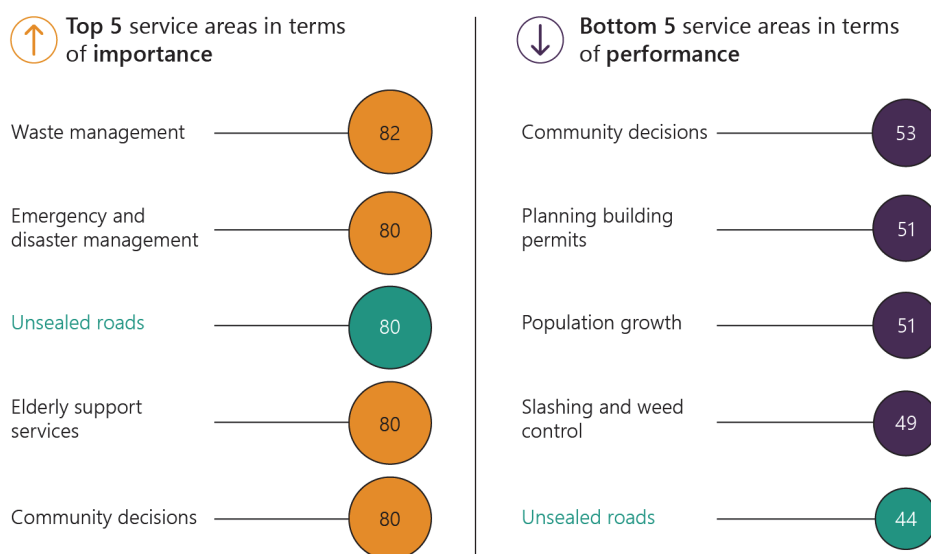 Top 5 service areas in terms
of importance
Waste management
82
Emergency and
disaster management
80
Unsealed roads
80
Elderly support
services
80
Community decisions
80
Bottom 5 service areas in terms
of performance
Community decisions
53
Planning building
permits
51
Population growth
51
Slashing and weed
control
49
Unsealed roads
44